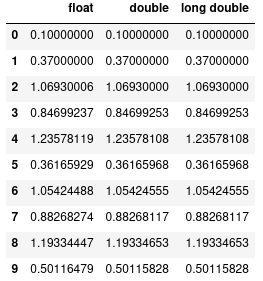 float double long double
0 0.10000000 0.10000000 0.10000000
1 0.37000000 0.37000000 0.37000000
2 1.06930006 1.06930000 1.06930000
3 0.84699237 0.84699253 0.84699253
4 1.23578119 1.23578108 1.23578108
5 0.36165929 0.36165968 0.36165968
6 1.05424488 1.05424555 1.05424555
7 0.88268274 0.88268117 0.88268117
8 1.19334447 1.19334653 1.19334653
9 0.50116479 0.50115828 0.50115828